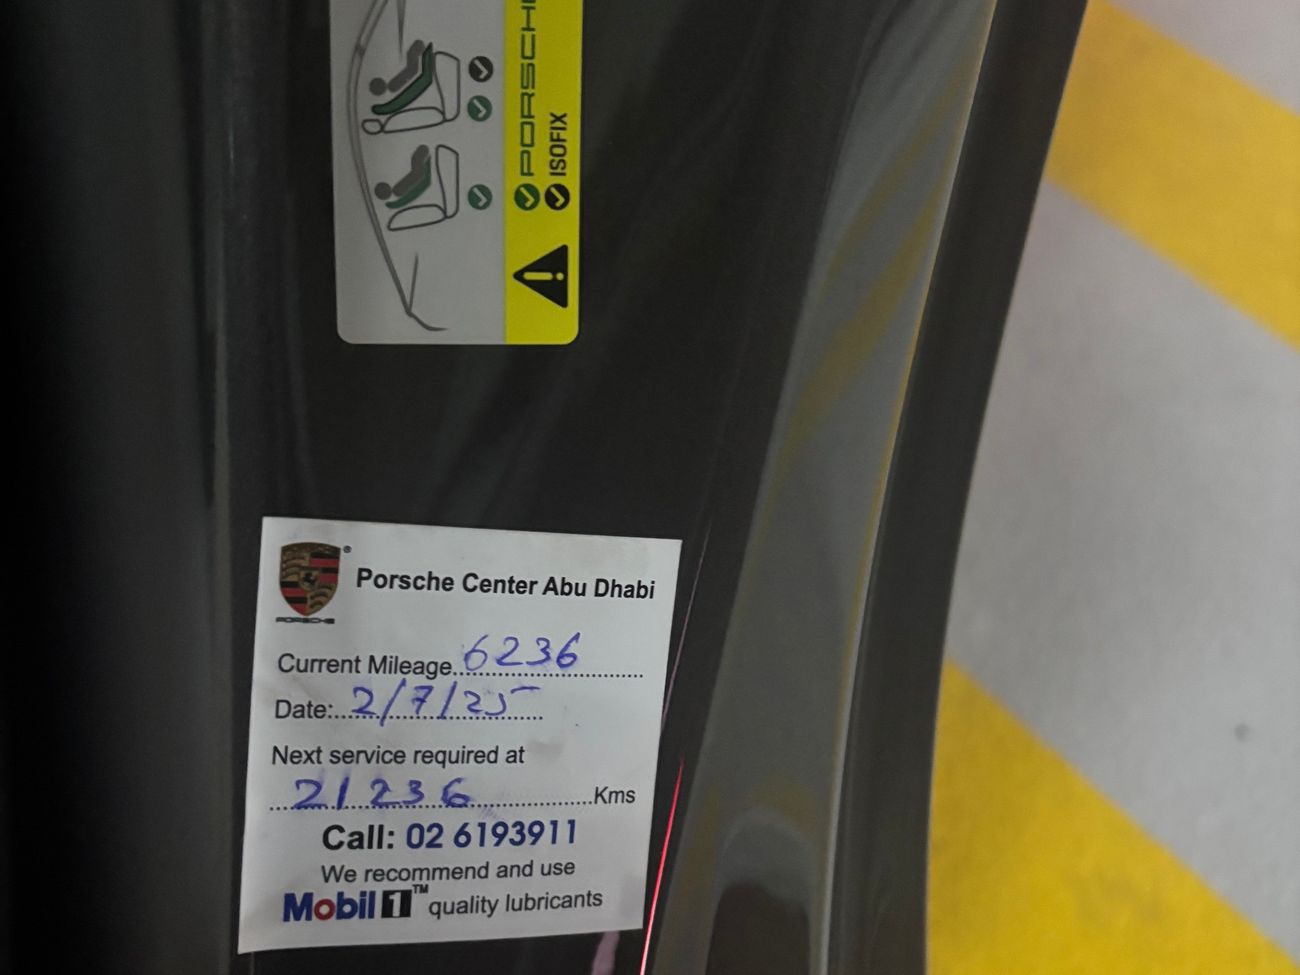 PORSCHE
ISOFIX
®
PORSCHE
Porsche Center Abu Dhabi
Current Mileage..6236
Date:...2/7/25
Next service required at
21236 Kms
Call: 02 6193911
We recommend and use
Mobil 1™ quality lubricants